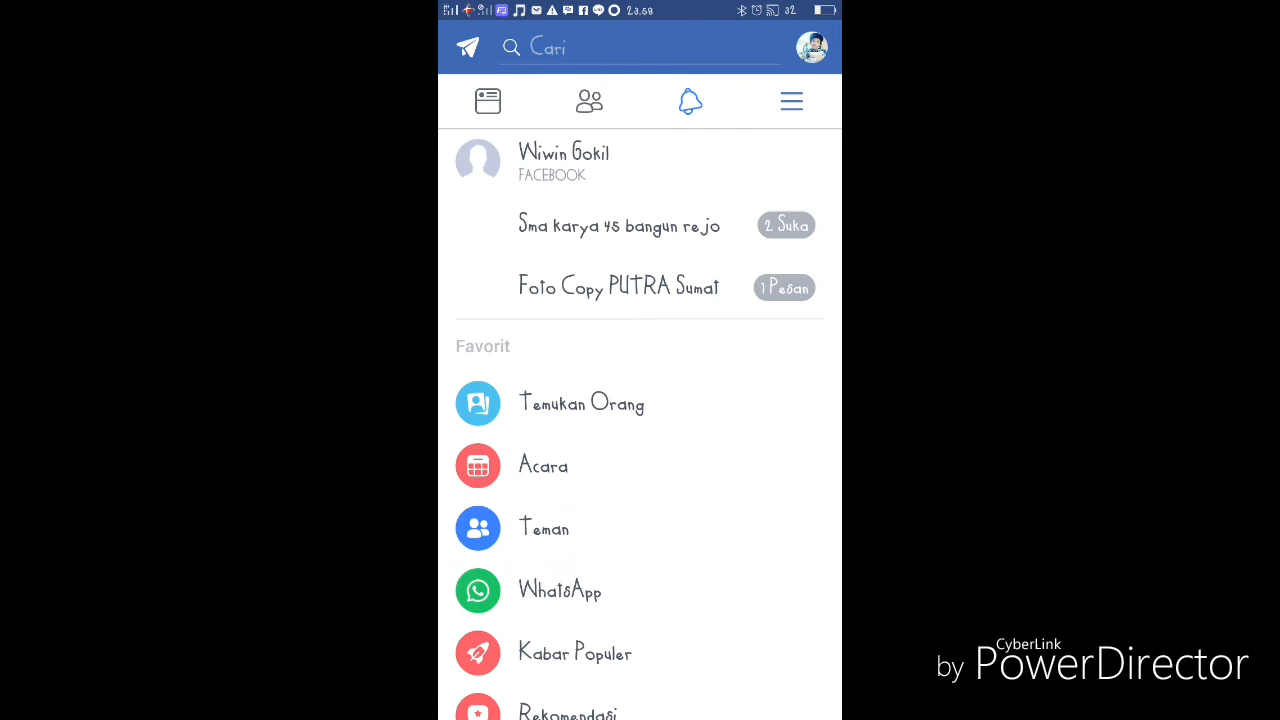 23.59
32
Cari
Wiwin Gokil
FACEBOOK
Sma karya 45 bangun rejo
2 Suka
Foto Copy PUTRA Sumat
1 Pesan
Favorit
Temukan Orang
Acara
Teman
WhatsApp
Kabar Populer
Rekomendasi
CyberLink
by PowerDirector